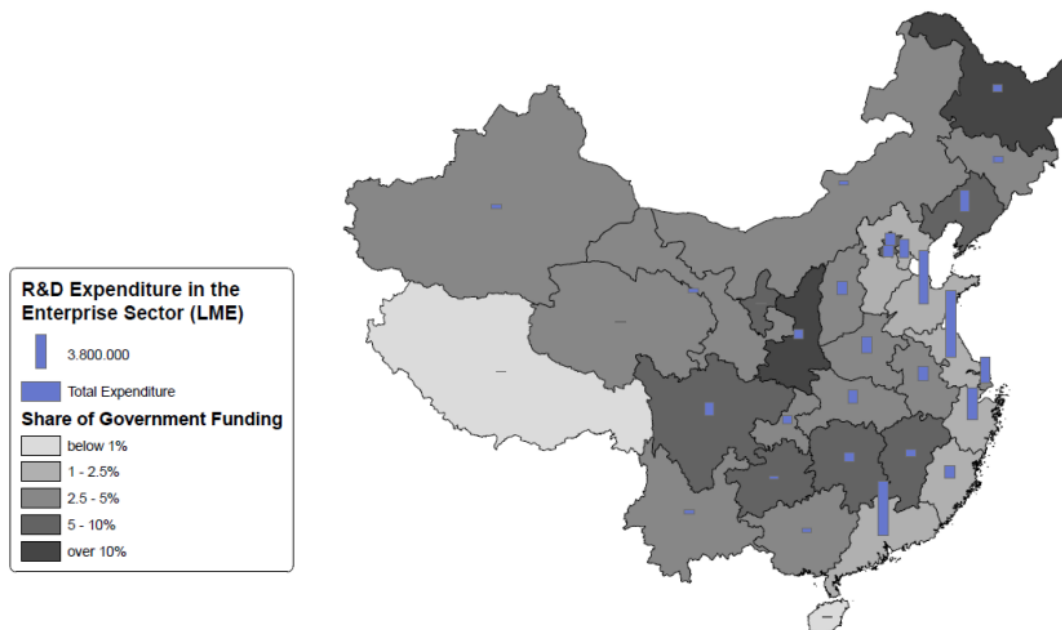 R&D Expenditure in the
Enterprise Sector (LME)
3.800.000
Total Expenditure
Share of Government Funding
below 1%
1 - 2.5%
2.5 - 5%
5 - 10%
over 10%